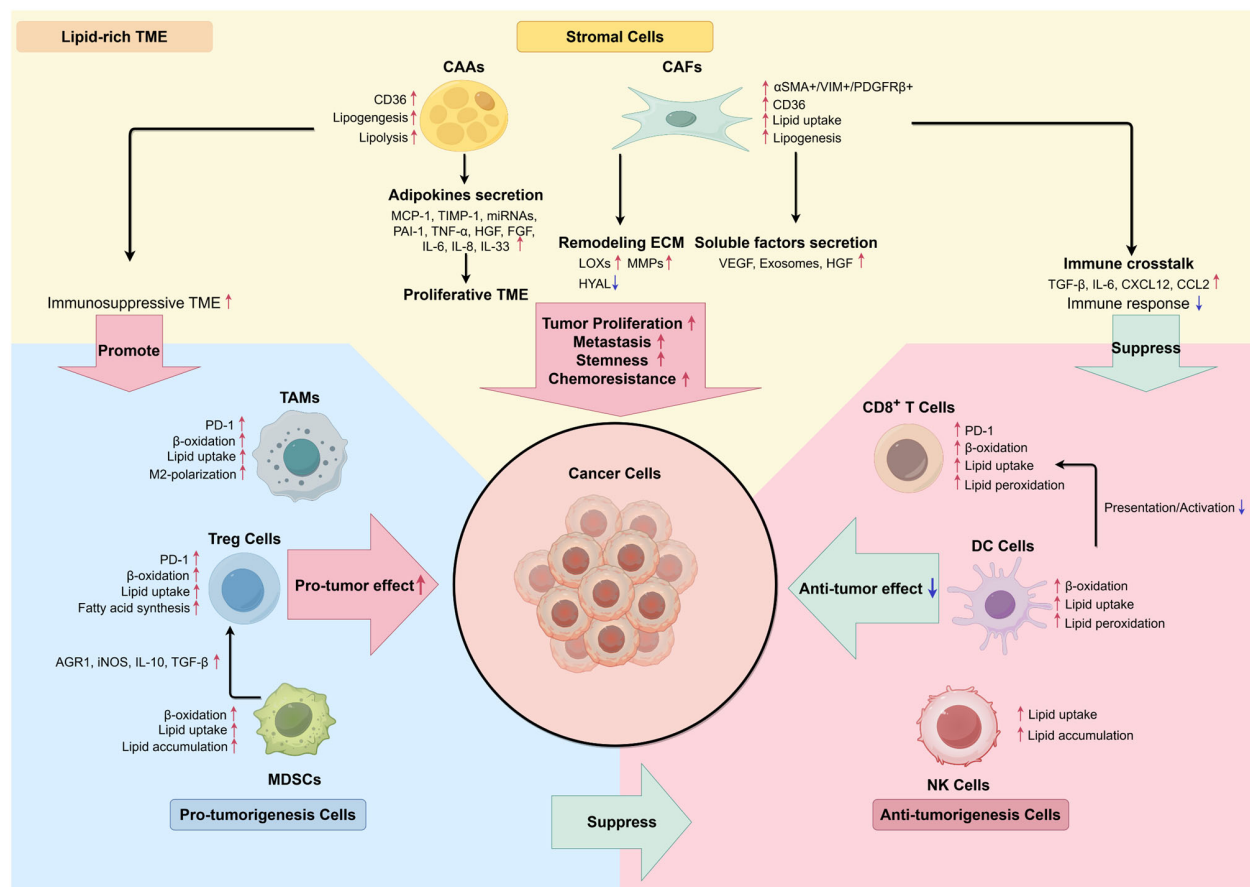 Lipid-rich TME
Stromal Cells
CAAs
CD36 ↑
Lipogengesis ↑
Lipolysis ↑
CAFs
↑ αSMA+/VIM+/PDGFRβ+
↑ CD36
↑ Lipid uptake
↑ Lipogenesis
Adipokines secretion
MCP-1, TIMP-1, miRNAs,
PAI-1, TNF-α, HGF, FGF,
IL-6, IL-8, IL-33 ↑
Proliferative TME
Remodeling ECM
LOXs ↑ MMPs ↑
HYAL ↓
Soluble factors secretion
VEGF, Exosomes, HGF ↑
Immune crosstalk
TGF-β, IL-6, CXCL12, CCL2 ↑
Immune response ↓
Immunosuppressive TME ↑
Promote
Tumor Proliferation ↑
Metastasis ↑
Stemness ↑
Chemoresistance ↑
Suppress
TAMs
PD-1 ↑
β-oxidation ↑
Lipid uptake ↑
M2-polarization ↑
Treg Cells
PD-1 ↑
β-oxidation ↑
Lipid uptake ↑
Fatty acid synthesis ↑
Pro-tumor effect ↑
AGR1, iNOS, IL-10, TGF-β ↑
β-oxidation ↑
Lipid uptake ↑
Lipid accumulation ↑
MDSCs
Pro-tumorigenesis Cells
Cancer Cells
CD8⁺ T Cells
↑ PD-1
↑ β-oxidation
↑ Lipid uptake
↑ Lipid peroxidation
Presentation/Activation ↓
DC Cells
↑ β-oxidation
↑ Lipid uptake
↑ Lipid peroxidation
Anti-tumor effect ↓
↑ Lipid uptake
↑ Lipid accumulation
NK Cells
Anti-tumorigenesis Cells
Suppress